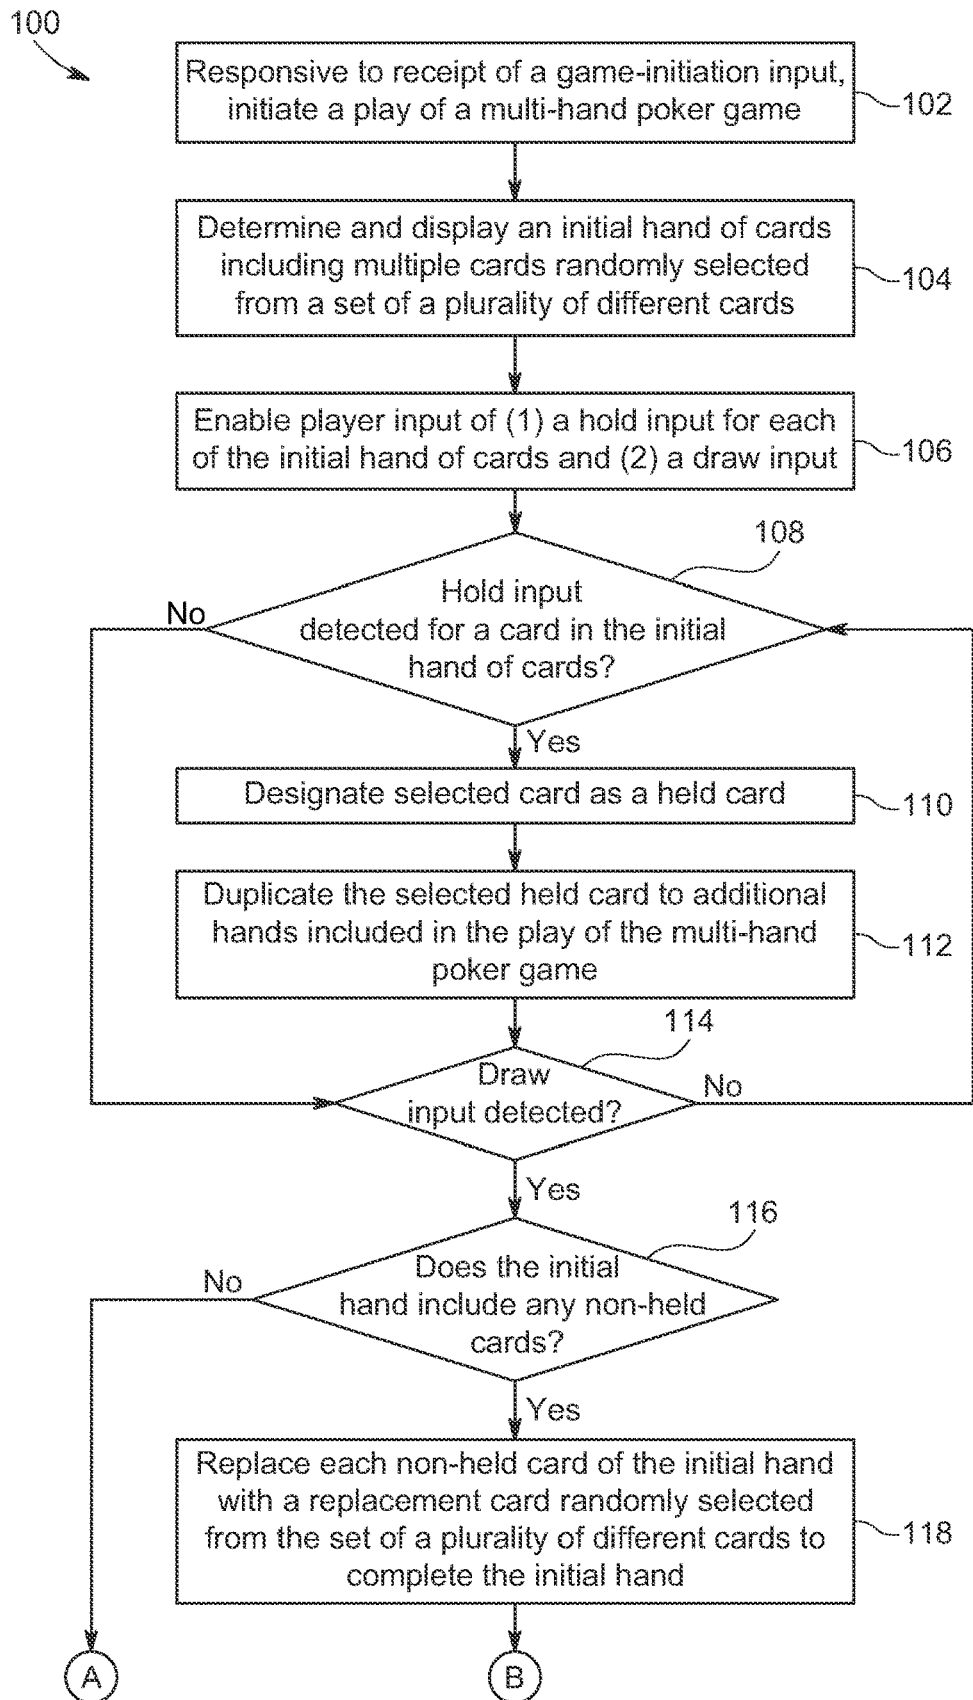 100
Responsive to receipt of a game-initiation input,
initiate a play of a multi-hand poker game
102
Determine and display an initial hand of cards
including multiple cards randomly selected
from a set of a plurality of different cards
104
Enable player input of (1) a hold input for each
of the initial hand of cards and (2) a draw input
106
108
Hold input
detected for a card in the initial
hand of cards?
No
Yes
Designate selected card as a held card
110
Duplicate the selected held card to additional
hands included in the play of the multi-hand
poker game
112
114
Draw
input detected?
No
Yes
116
Does the initial
hand include any non-held
cards?
No
Yes
Replace each non-held card of the initial hand
with a replacement card randomly selected
from the set of a plurality of different cards to
complete the initial hand
118
A
B